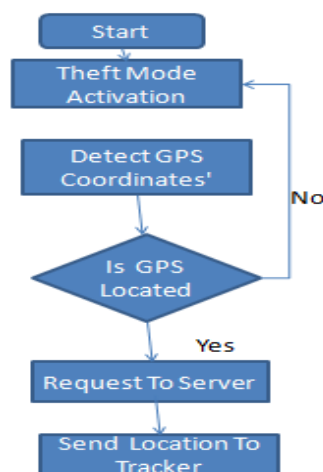 Start
Theft Mode
Activation
Detect GPS
Coordinates'
No
Is GPS
Located
Yes
Request To Server
Send Location To
Tracker